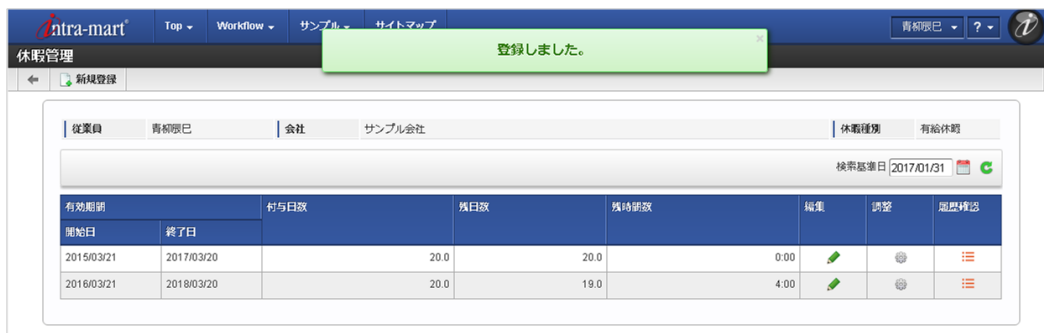 intra-mart
Top Workflow サンプル サイトマップ 青柳辰巳 ?
登録しました。 ×
休暇管理
新規登録
従業員 青柳辰巳 会社 サンプル会社 休暇種別 有給休暇
検索基準日 2017/01/31
有効期間 付与日数 残日数 残時間数 編集 調整 履歴確認
開始日 終了日
2015/03/21 2017/03/20 20.0 20.0 0:00
2016/03/21 2018/03/20 20.0 19.0 4:00